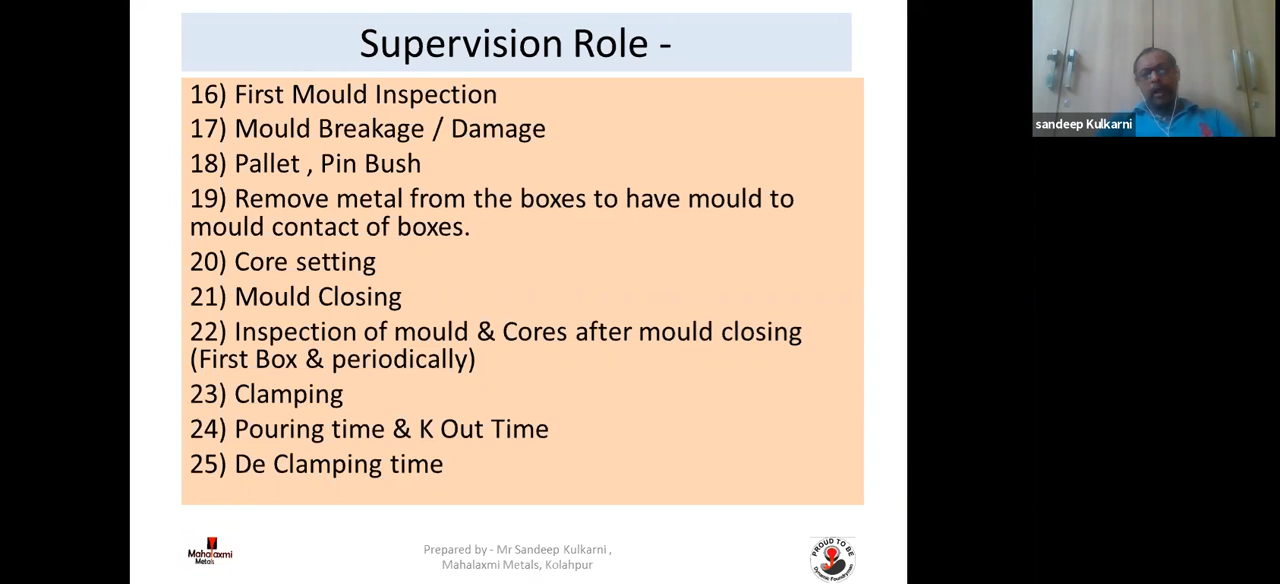 Supervision Role -
sandeep Kulkarni
16) First Mould Inspection
17) Mould Breakage / Damage
18) Pallet , Pin Bush
19) Remove metal from the boxes to have mould to
mould contact of boxes.
20) Core setting
21) Mould Closing
22) Inspection of mould & Cores after mould closing
(First Box & periodically)
23) Clamping
24) Pouring time & K Out Time
25) De Clamping time
Mahalaxmi
Metals
Prepared by - Mr Sandeep Kulkarni ,
Mahalaxmi Metals, Kolahpur
PROUD TO BE
Dynamic Foundrymen